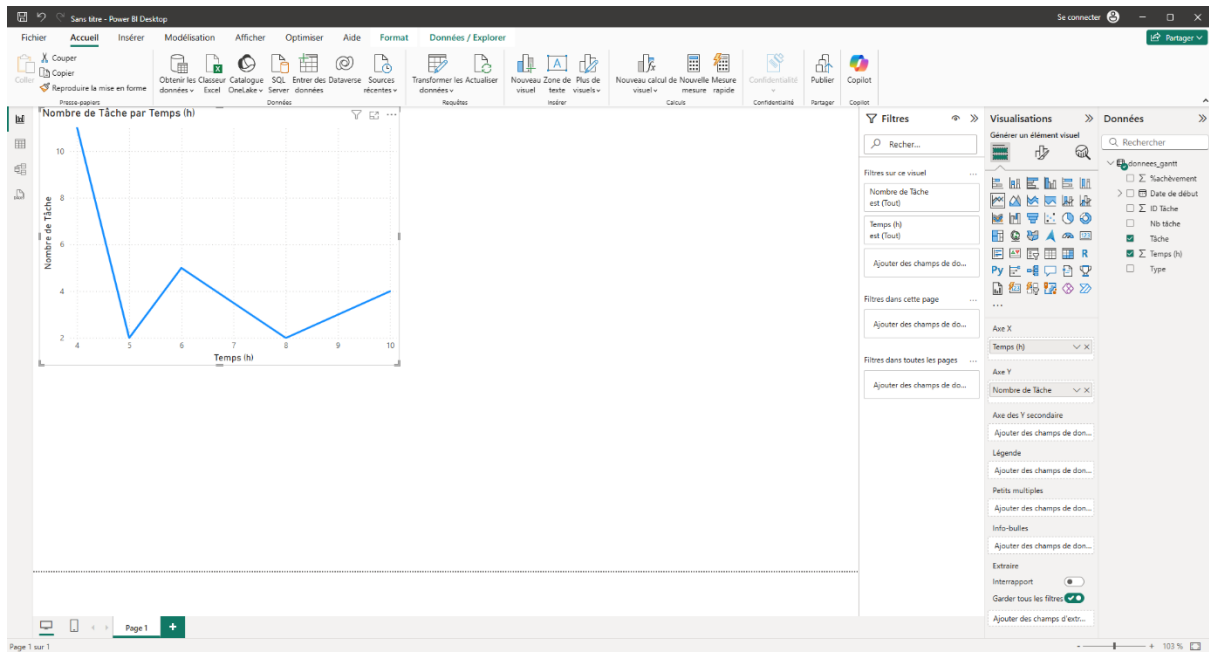 Sans titre - Power BI Desktop
Se connecter
Fichier Accueil Insérer Modélisation Afficher Optimiser Aide Format Données / Explorer
Partager
Coller
Couper
Copier
Reproduire la mise en forme
Presse-papiers
Obtenir les données
Classeur Excel
Catalogue OneLake
SQL Server
Entrer des données
Dataverse
Sources récentes
Données
Transformer les données
Actualiser
Requêtes
Nouveau visuel
Zone de texte
Plus de visuels
Insérer
Nouveau calcul de visuel
Nouvelle mesure
Mesure rapide
Calculs
Confidentialité
Confidentialité
Publier
Partager
Copilot
Copilot
Nombre de Tâche par Temps (h)
Nombre de Tâche
10
8
6
4
2
4 5 6 7 8 9 10
Temps (h)
Filtres
Recher...
Filtres sur ce visuel ...
Nombre de Tâche
est (Tout)
Temps (h)
est (Tout)
Ajouter des champs de do...
Filtres dans cette page ...
Ajouter des champs de do...
Filtres dans toutes les pages ...
Ajouter des champs de do...
Visualisations
Générer un élément visuel
123
R
Py
...
Axe X
Temps (h)
Axe Y
Nombre de Tâche
Axe des Y secondaire
Ajouter des champs de don...
Légende
Ajouter des champs de don...
Petits multiples
Ajouter des champs de don...
Info-bulles
Ajouter des champs de don...
Extraire
Interrapport
Garder tous les filtres
Ajouter des champs d'extr...
Données
Rechercher
donnees_gantt
%achèvement
Date de début
ID Tâche
Nb tâche
Tâche
Temps (h)
Type
Page 1
Page 1 sur 1
103 %